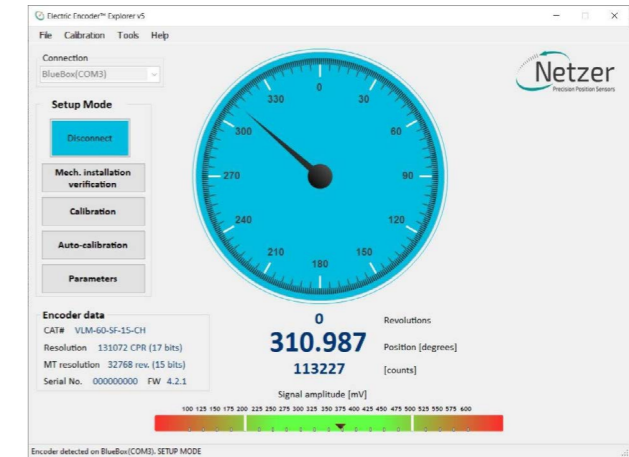 Electric Encoder™ Explorer v5
File Calibration Tools Help
Connection
BlueBox(COM3)
Setup Mode
Disconnect
Mech. installation
verification
Calibration
Auto-calibration
Parameters
Netzer
Precision Position Sensors
0
30
60
90
120
150
180
210
240
270
300
330
Encoder data
CAT# VLM-60-SF-15-CH
Resolution 131072 CPR (17 bits)
MT resolution 32768 rev. (15 bits)
Serial No. 000000000 FW 4.2.1
0 Revolutions
310.987 Position [degrees]
113227 [counts]
Signal amplitude [mV]
100 125 150 175 200 225 250 275 300 325 350 375 400 425 450 475 500 525 550 575 600
Encoder detected on BlueBox(COM3). SETUP MODE